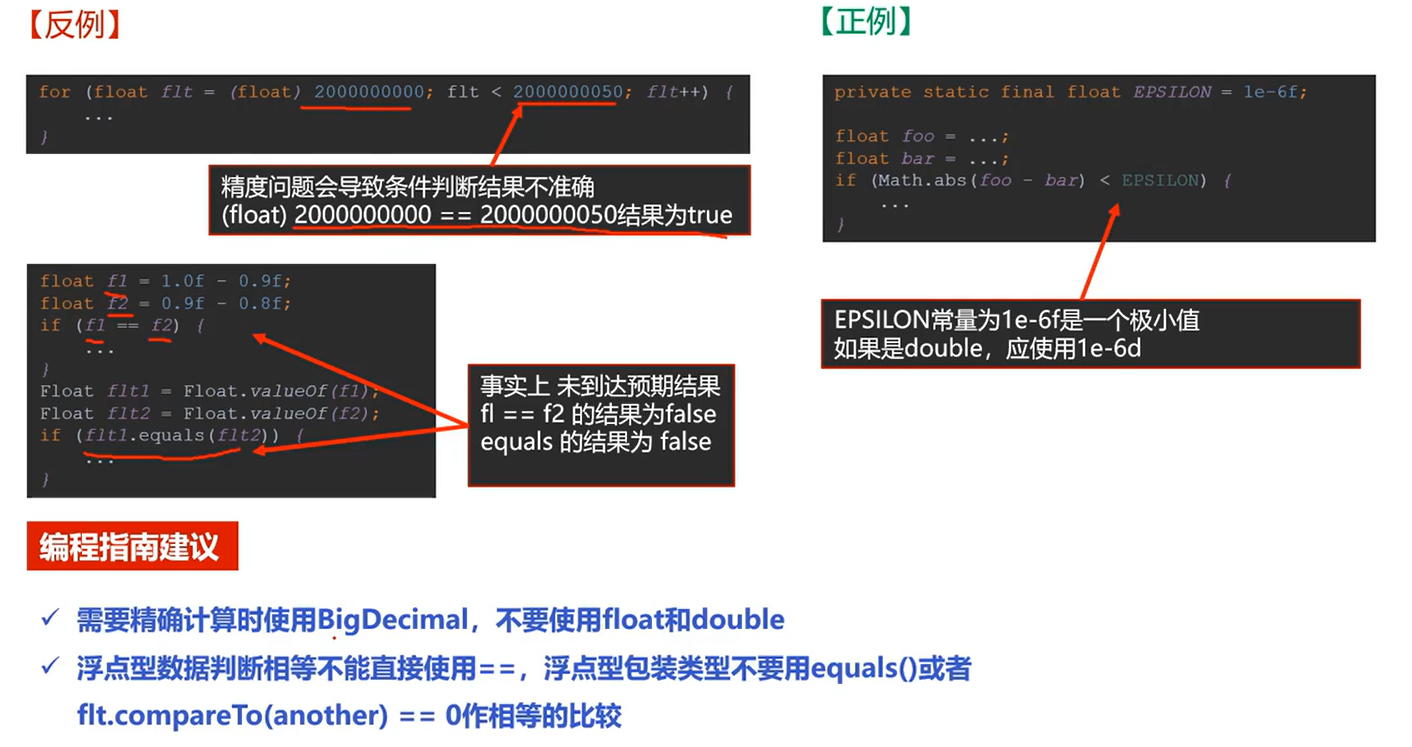 【反例】
for (float flt = (float) 2000000000; flt < 2000000050; flt++) {
...
}
精度问题会导致条件判断结果不准确
(float) 2000000000 == 2000000050结果为true
float f1 = 1.0f - 0.9f;
float f2 = 0.9f - 0.8f;
if (f1 == f2) {
...
}
Float flt1 = Float.valueOf(f1);
Float flt2 = Float.valueOf(f2);
if (flt1.equals(flt2)) {
...
}
事实上 未到达预期结果
fl == f2 的结果为false
equals 的结果为 false
【正例】
private static final float EPSILON = 1e-6f;
float foo = ...;
float bar = ...;
if (Math.abs(foo - bar) < EPSILON) {
...
}
EPSILON常量为1e-6f是一个极小值
如果是double，应使用1e-6d
编程指南建议
✓ 需要精确计算时使用BigDecimal，不要使用float和double
✓ 浮点型数据判断相等不能直接使用==，浮点型包装类型不要用equals()或者
flt.compareTo(another) == 0作相等的比较